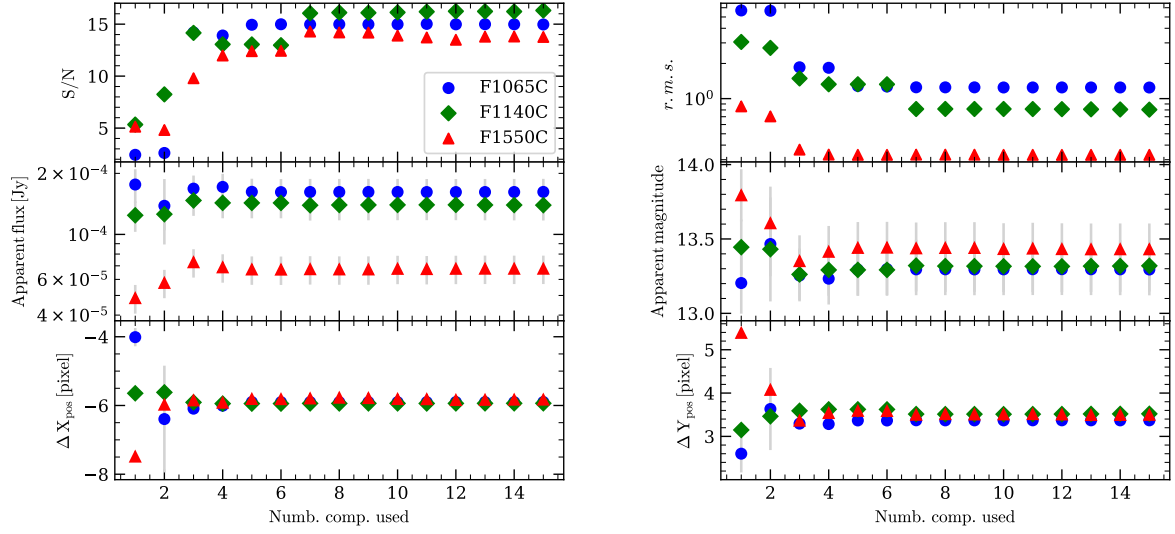 S/N
15
10
5
F1065C
F1140C
F1550C
Apparent flux [Jy]
2 × 10⁻⁴
10⁻⁴
6 × 10⁻⁵
4 × 10⁻⁵
Δ X_pos [pixel]
−4
−6
−8
2 4 6 8 10 12 14
Numb. comp. used
r. m. s.
10⁰
Apparent magnitude
14.0
13.5
13.0
Δ Y_pos [pixel]
5
4
3
2 4 6 8 10 12 14
Numb. comp. used